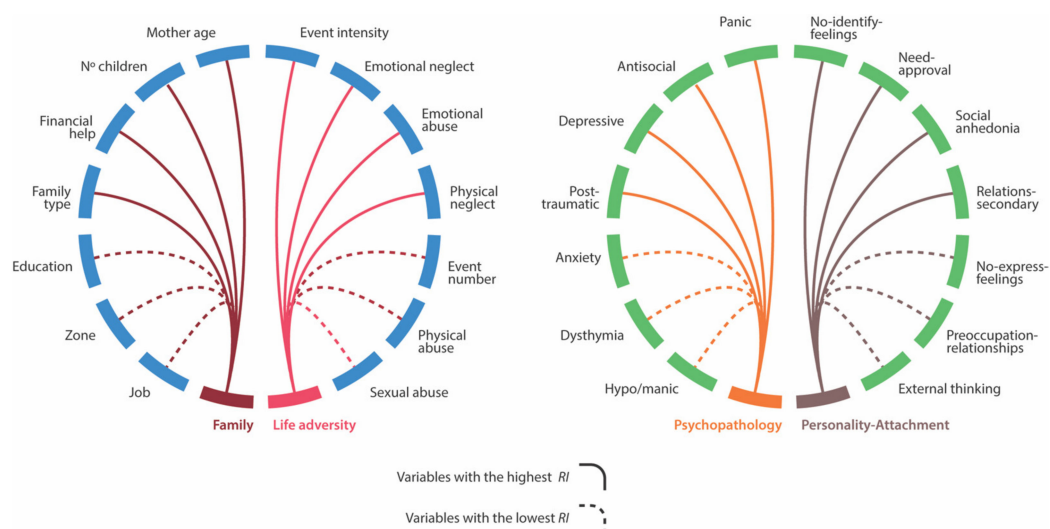 Mother age
Event intensity
Nº children
Emotional neglect
Financial
help
Emotional
abuse
Family
type
Physical
neglect
Education
Event
number
Zone
Physical
abuse
Job
Sexual abuse
Family
Life adversity
Panic
No-identify-
feelings
Antisocial
Need-
approval
Depressive
Social
anhedonia
Post-
traumatic
Relations-
secondary
Anxiety
No-express-
feelings
Dysthymia
Preoccupation-
relationships
Hypo/manic
External thinking
Psychopathology
Personality-Attachment
Variables with the highest RI
Variables with the lowest RI